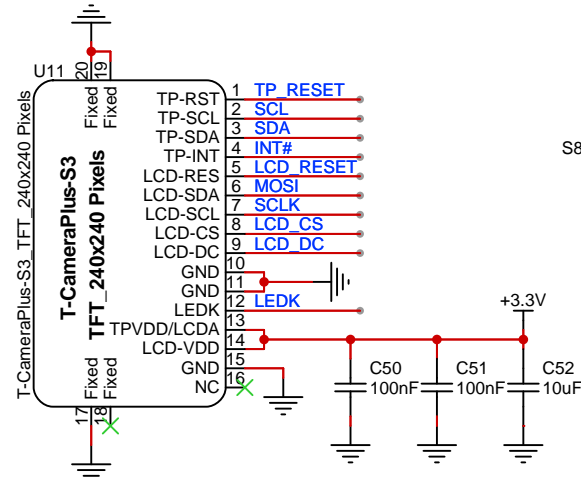 U11
20
19
Fixed
Fixed
T-CameraPlus-S3_TFT_240x240 Pixels
T-CameraPlus-S3
TFT_240x240 Pixels
TP-RST 1 TP_RESET
TP-SCL 2 SCL
TP-SDA 3 SDA
TP-INT 4 INT#
LCD-RES 5 LCD_RESET
LCD-SDA 6 MOSI
LCD-SCL 7 SCLK
LCD-CS 8 LCD_CS
LCD-DC 9 LCD_DC
GND 10
GND 11
LEDK 12 LEDK
TPVDD/LCDA 13
LCD-VDD 14
GND 15
NC 16
Fixed
Fixed
17
18
S8
+3.3V
C50
100nF
C51
100nF
C52
10uF